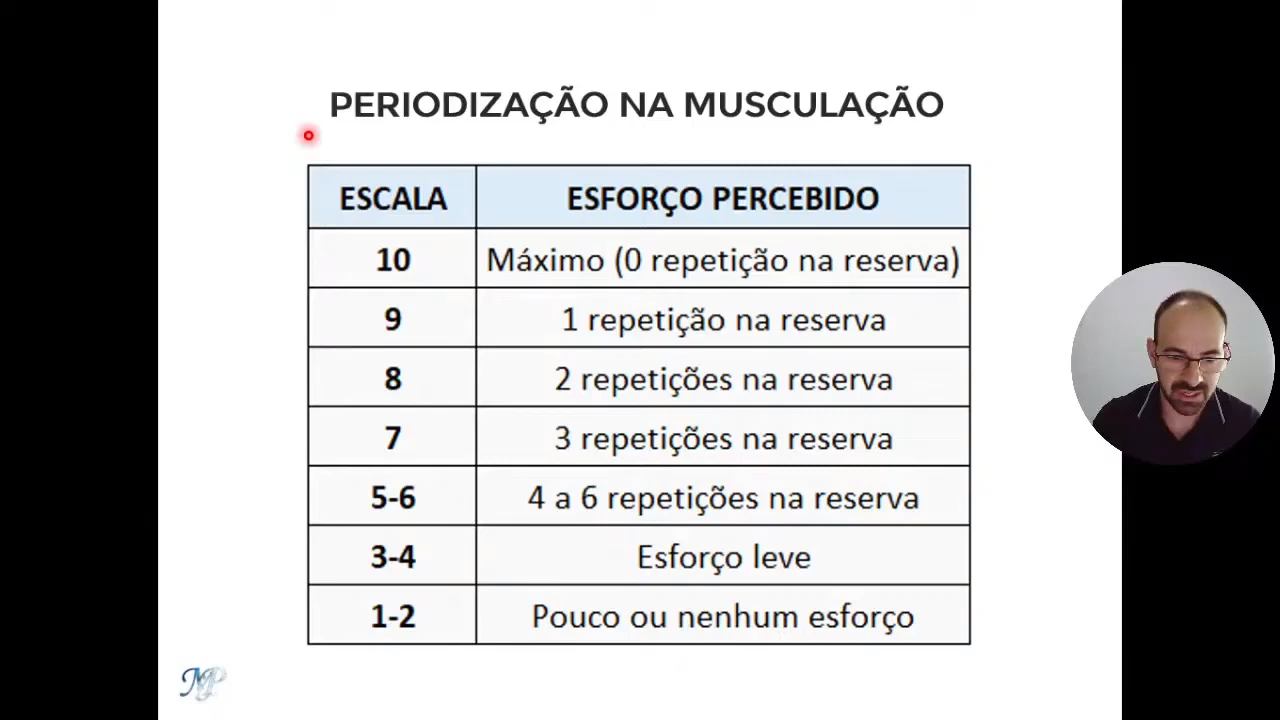 PERIODIZAÇÃO NA MUSCULAÇÃO
ESCALA ESFORÇO PERCEBIDO
10 Máximo (0 repetição na reserva)
9 1 repetição na reserva
8 2 repetições na reserva
7 3 repetições na reserva
5-6 4 a 6 repetições na reserva
3-4 Esforço leve
1-2 Pouco ou nenhum esforço
MP